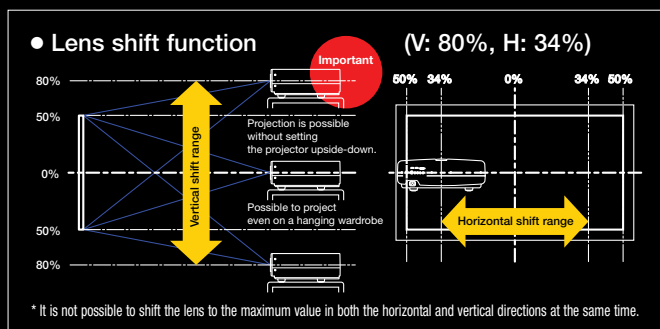 ● Lens shift function
Important
(V: 80%, H: 34%)
80%
50%
0%
50%
80%
Vertical shift range
Projection is possible
without setting
the projector upside-down.
Possible to project
even on a hanging wardrobe
50% 34% 0% 34% 50%
Horizontal shift range
* It is not possible to shift the lens to the maximum value in both the horizontal and vertical directions at the same time.